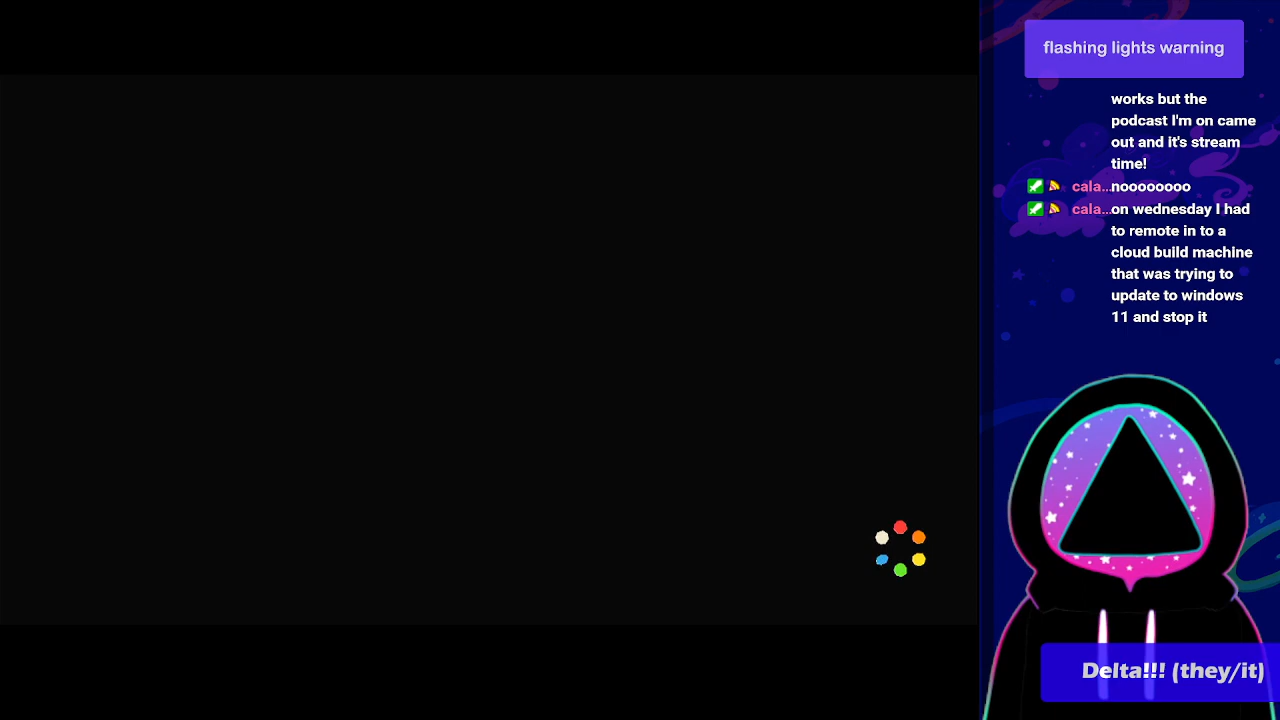 flashing lights warning
works but the
podcast I'm on came
out and it's stream
time!
cala...nooooooo
cala...on wednesday I had
to remote in to a
cloud build machine
that was trying to
update to windows
11 and stop it
Delta!!! (they/it)